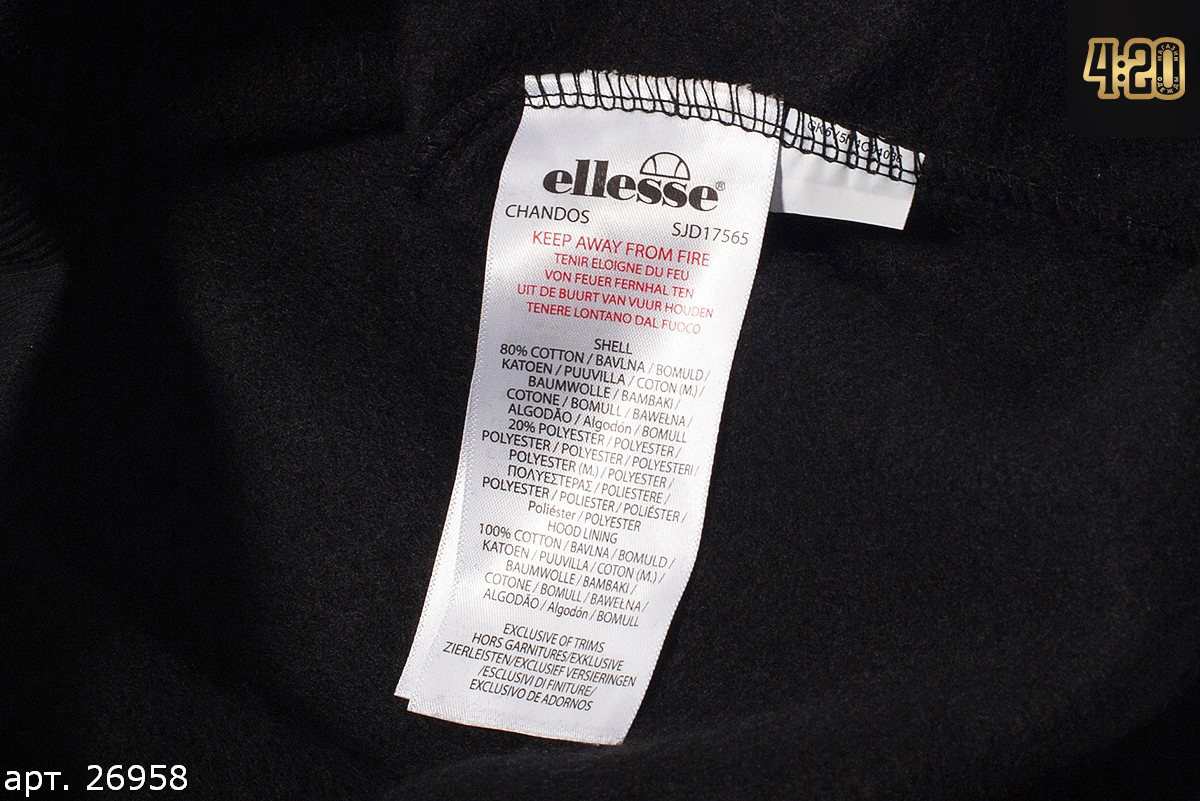 4:20
ellesse®
CHANDOS
SJD17565
KEEP AWAY FROM FIRE
TENIR ELOIGNE DU FEU
VON FEUER FERNHAL TEN
UIT DE BUURT VAN VUUR HOUDEN
TENERE LONTANO DAL FUOCO
SHELL
80% COTTON / BAVLNA / BOMULD /
KATOEN / PUUVILLA / COTON (M.) /
BAUMWOLLE / BAMBAKI /
COTONE / BOMULL / BAWEŁNA /
ALGODÃO / Algodón / BOMULL
20% POLYESTER / POLYESTER /
POLYESTER / POLYESTER / POLYESTERI /
POLYESTER (M.) / POLYESTER /
ΠΟΛΥΕΣΤΕΡΑΣ / POLIESTERE /
POLYESTER / POLIESTER / POLIÉSTER /
Poliéster / POLYESTER
HOOD LINING
100% COTTON / BAVLNA / BOMULD /
KATOEN / PUUVILLA / COTON (M.) /
BAUMWOLLE / BAMBAKI /
COTONE / BOMULL / BAWEŁNA /
ALGODÃO / Algodón / BOMULL
EXCLUSIVE OF TRIMS
HORS GARNITURES/EXKLUSIVE
ZIERLEISTEN/EXCLUSIEF VERSIERINGEN
/ESCLUSIVI DI FINITURE/
EXCLUSIVO DE ADORNOS
арт. 26958